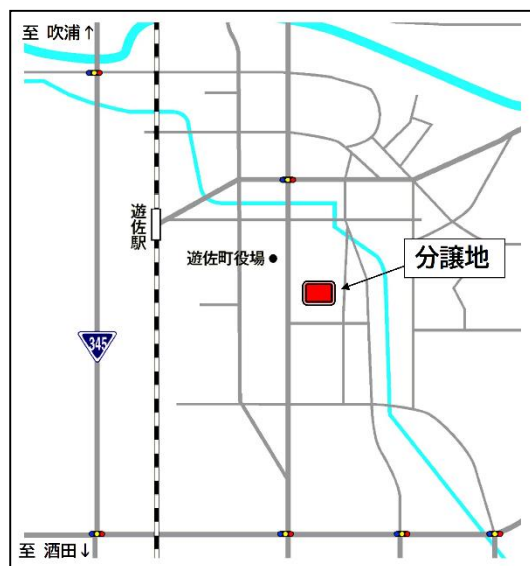 至 吹浦↑
遊佐駅
遊佐町役場
分譲地
345
至 酒田↓